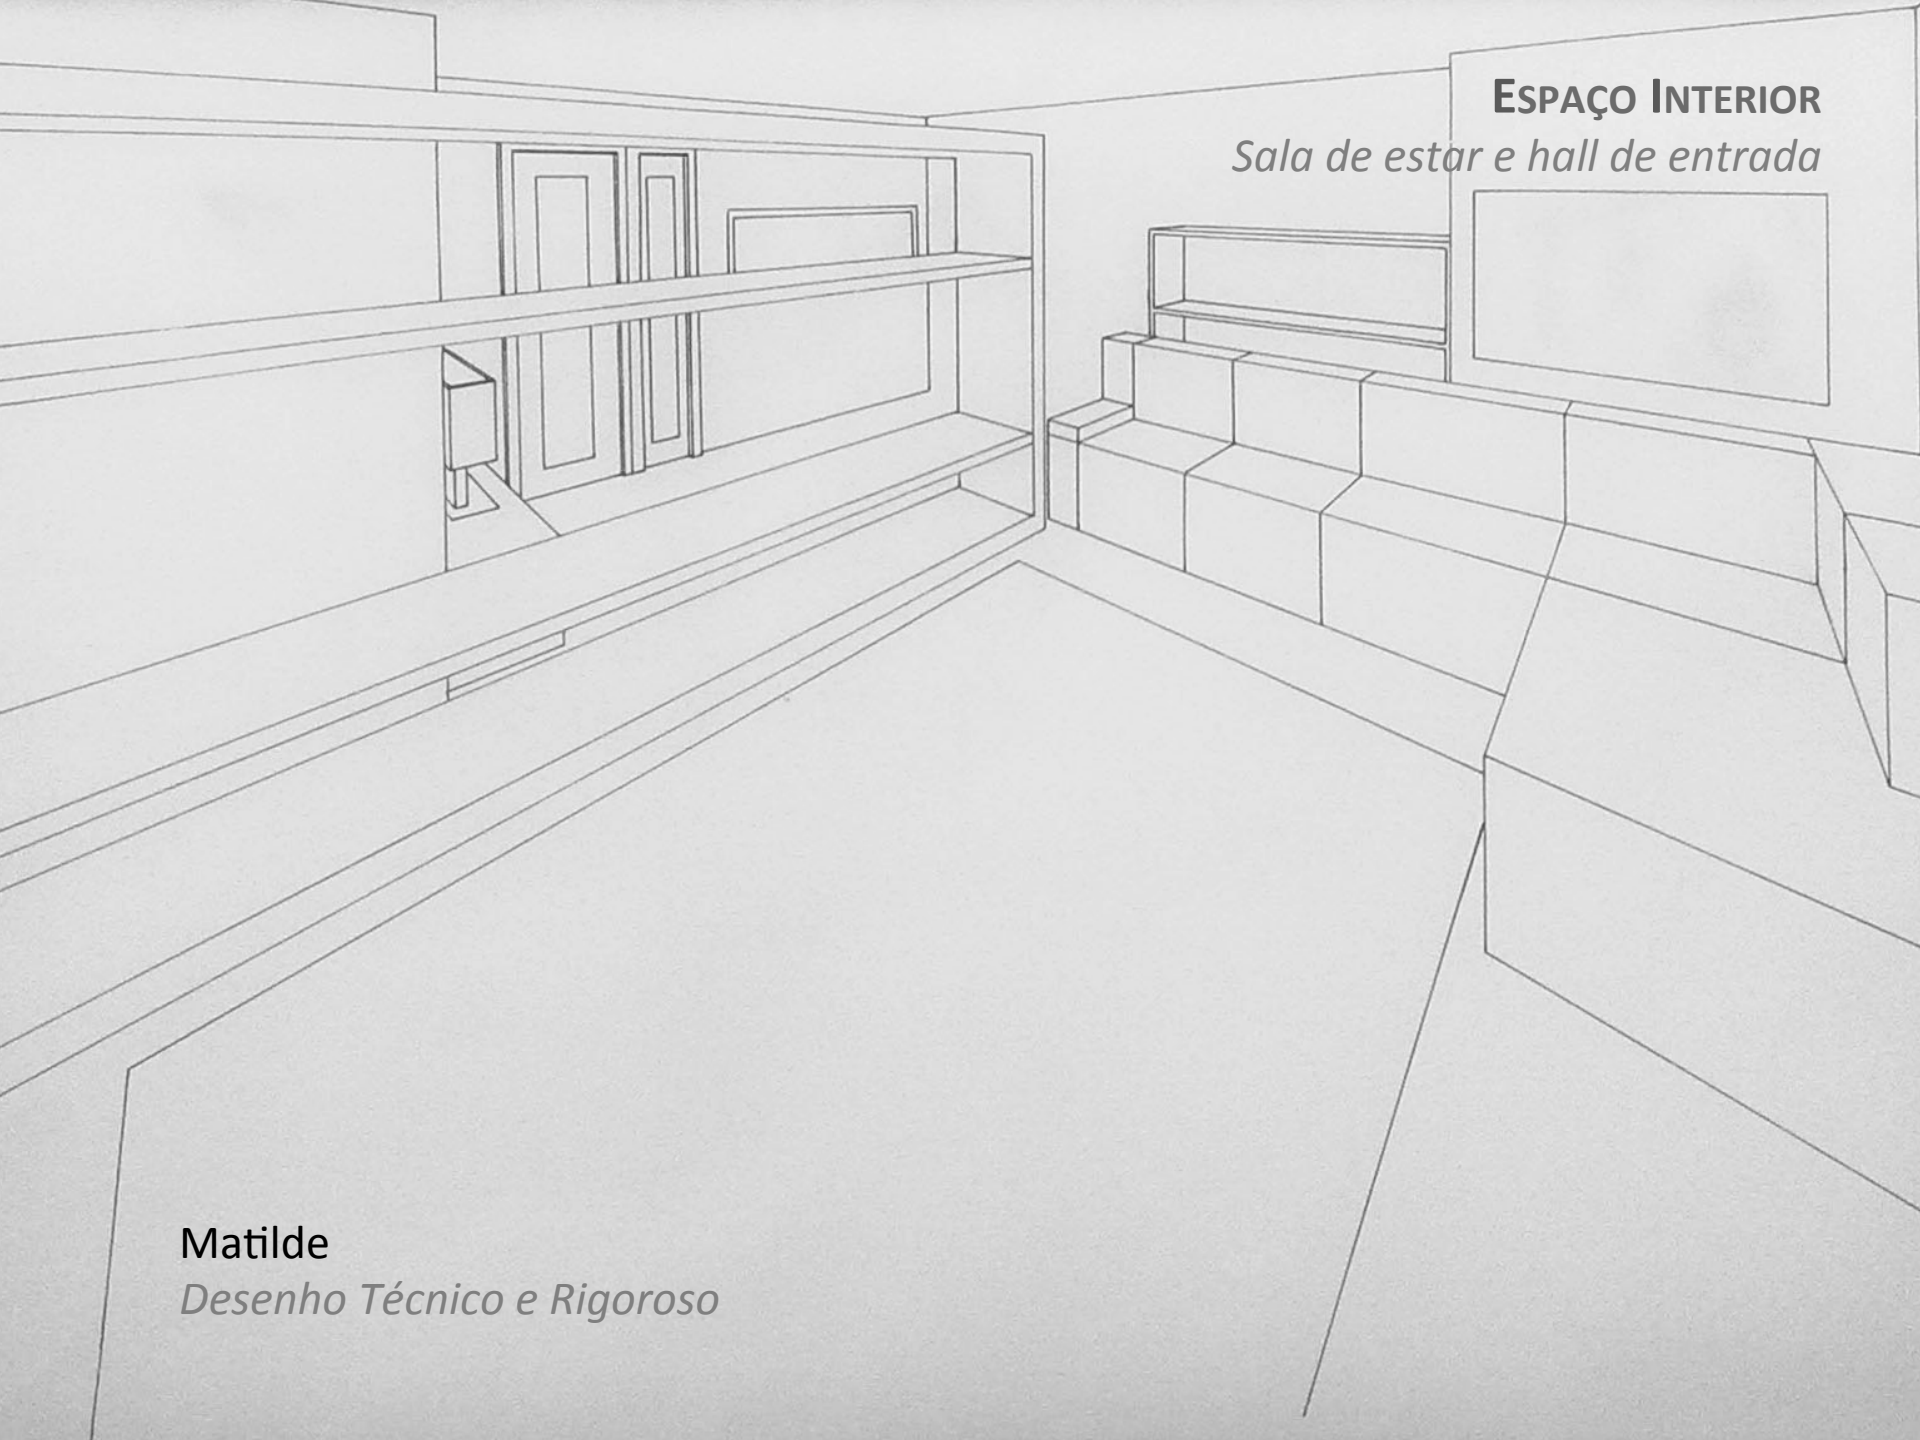 Espaço Interior
Sala de estar e hall de entrada
Matilde
Desenho Técnico e Rigoroso